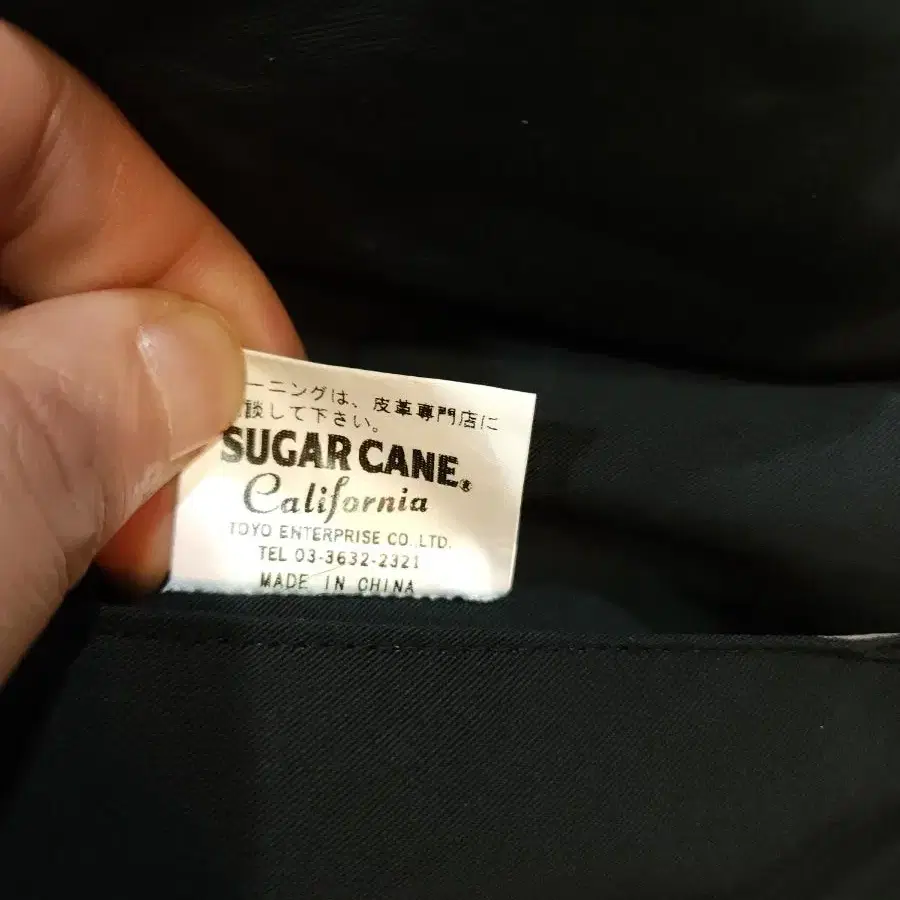 ーニングは、皮革専門店に
談して下さい。
SUGAR CANE®
California
TOYO ENTERPRISE CO.,LTD.
TEL 03-3632-2321
MADE IN CHINA